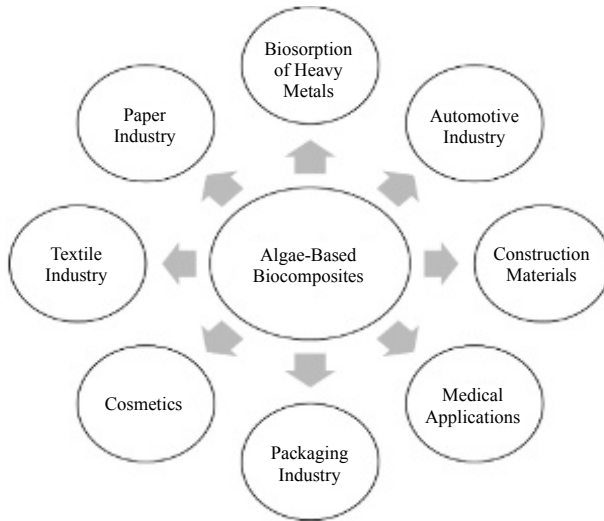 Biosorption
of Heavy
Metals
Paper
Industry
Automotive
Industry
Textile
Industry
Algae-Based
Biocomposites
Construction
Materials
Cosmetics
Medical
Applications
Packaging
Industry